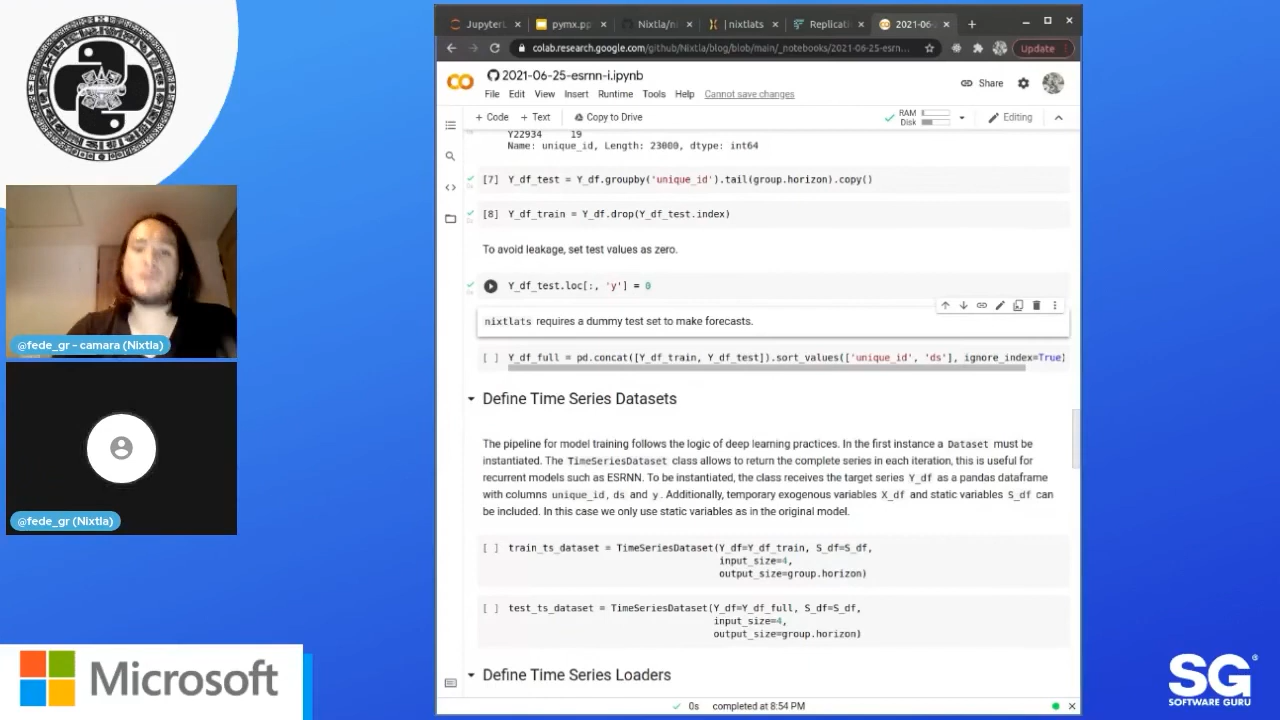 JupyterL
pymx.pp
Nixtla/ni
| nixtlats
Replicati
2021-06-
colab.research.google.com/github/Nixtla/blog/blob/main/_notebooks/2021-06-25-esrn...
Update
2021-06-25-esrnn-i.ipynb
Share
File Edit View Insert Runtime Tools Help Cannot save changes
+ Code + Text Copy to Drive
RAM
Disk
Editing
Y22934 19
Name: unique_id, Length: 23000, dtype: int64
[7] Y_df_test = Y_df.groupby('unique_id').tail(group.horizon).copy()
[8] Y_df_train = Y_df.drop(Y_df_test.index)
To avoid leakage, set test values as zero.
Y_df_test.loc[:, 'y'] = 0
nixtlats requires a dummy test set to make forecasts.
[ ] Y_df_full = pd.concat([Y_df_train, Y_df_test]).sort_values(['unique_id', 'ds'], ignore_index=True)
Define Time Series Datasets
The pipeline for model training follows the logic of deep learning practices. In the first instance a Dataset must be
instantiated. The TimeSeriesDataset class allows to return the complete series in each iteration, this is useful for
recurrent models such as ESRNN. To be instantiated, the class receives the target series Y_df as a pandas dataframe
with columns unique_id, ds and y. Additionally, temporary exogenous variables X_df and static variables S_df can
be included. In this case we only use static variables as in the original model.
[ ] train_ts_dataset = TimeSeriesDataset(Y_df=Y_df_train, S_df=S_df,
input_size=4,
output_size=group.horizon)
[ ] test_ts_dataset = TimeSeriesDataset(Y_df=Y_df_full, S_df=S_df,
input_size=4,
output_size=group.horizon)
Define Time Series Loaders
0s completed at 8:54 PM
@fede_gr - camara (Nixtla)
@fede_gr (Nixtla)
Microsoft
SG
SOFTWARE GURU